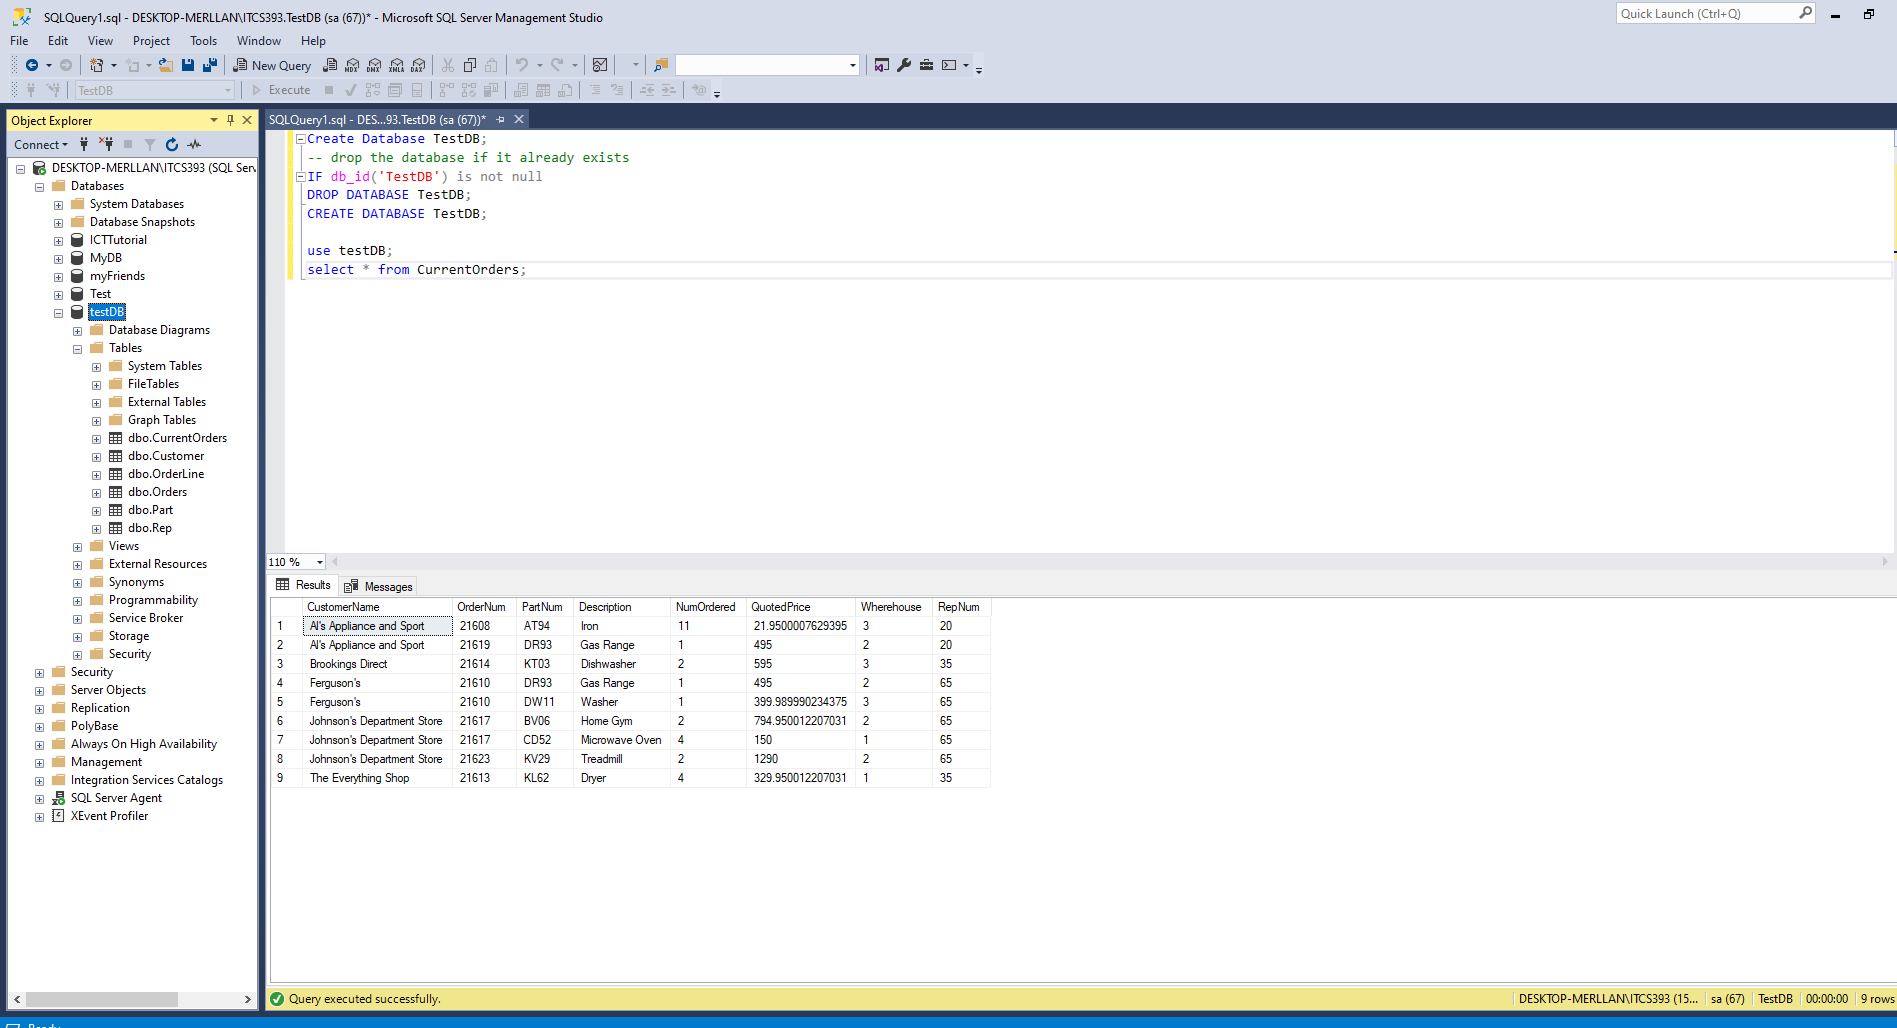 SQLQuery1.sql - DESKTOP-MERLLAN\ITCS393.TestDB (sa (67))* - Microsoft SQL Server Management Studio
Quick Launch (Ctrl+Q)
File Edit View Project Tools Window Help
New Query MDX DMX XMLA DAX
TestDB Execute
Object Explorer
Connect
DESKTOP-MERLLAN\ITCS393 (SQL Serv
Databases
System Databases
Database Snapshots
ICTTutorial
MyDB
myFriends
Test
testDB
Database Diagrams
Tables
System Tables
FileTables
External Tables
Graph Tables
dbo.CurrentOrders
dbo.Customer
dbo.OrderLine
dbo.Orders
dbo.Part
dbo.Rep
Views
External Resources
Synonyms
Programmability
Service Broker
Storage
Security
Security
Server Objects
Replication
PolyBase
Always On High Availability
Management
Integration Services Catalogs
SQL Server Agent
XEvent Profiler
SQLQuery1.sql - DES...93.TestDB (sa (67))*
Create Database TestDB;
-- drop the database if it already exists
IF db_id('TestDB') is not null
DROP DATABASE TestDB;
CREATE DATABASE TestDB;
use testDB;
select * from CurrentOrders;
110 %
Results Messages
CustomerName OrderNum PartNum Description NumOrdered QuotedPrice Wherehouse RepNum
1 Al's Appliance and Sport 21608 AT94 Iron 11 21.9500007629395 3 20
2 Al's Appliance and Sport 21619 DR93 Gas Range 1 495 2 20
3 Brookings Direct 21614 KT03 Dishwasher 2 595 3 35
4 Ferguson's 21610 DR93 Gas Range 1 495 2 65
5 Ferguson's 21610 DW11 Washer 1 399.989990234375 3 65
6 Johnson's Department Store 21617 BV06 Home Gym 2 794.950012207031 2 65
7 Johnson's Department Store 21617 CD52 Microwave Oven 4 150 1 65
8 Johnson's Department Store 21623 KV29 Treadmill 2 1290 2 65
9 The Everything Shop 21613 KL62 Dryer 4 329.950012207031 1 35
Query executed successfully.
DESKTOP-MERLLAN\ITCS393 (15... sa (67) TestDB 00:00:00 9 rows
Ready